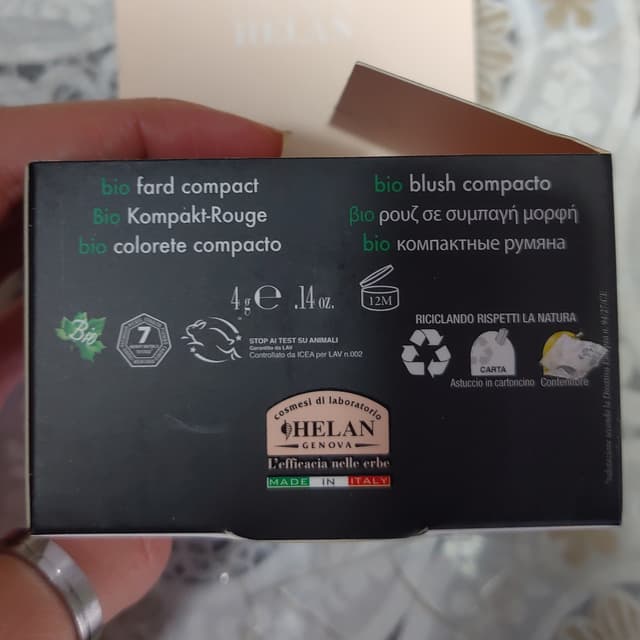 HELAN
bio fard compact
Bio Kompakt-Rouge
bio colorete compacto
bio blush compacto
βιο ρουζ σε συμπαγή μορφή
bio компактные румяна
4 g e .14 oz.
12M
Bio
7
STOP AI TEST SU ANIMALI
Garantito da LAV
Controllato da ICEA per LAV n.002
RICICLANDO RISPETTI LA NATURA
CARTA
Astuccio in cartoncino
Contenitore
cosmesi di laboratorio
HELAN
GENOVA
L'efficacia nelle erbe
MADE IN ITALY